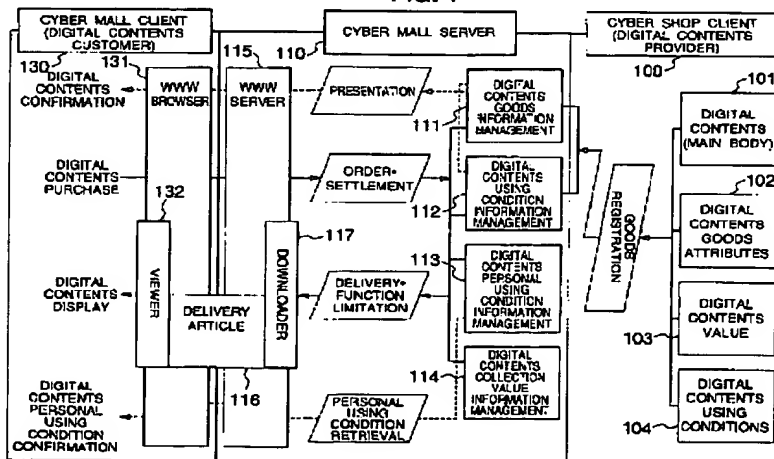 CYBER MALL CLIENT
(DIGITAL CONTENTS
CUSTOMER)
130
115
110
CYBER MALL SERVER
CYBER SHOP CLIENT
(DIGITAL CONTENTS
PROVIDER)
100
131
DIGITAL
CONTENTS
CONFIRMATION
WWW
BROWSER
WWW
SERVER
PRESENTATION
111
DIGITAL
CONTENTS
GOODS
INFORMATION
MANAGEMENT
101
DIGITAL
CONTENTS
(MAIN BODY)
DIGITAL
CONTENTS
PURCHASE
132
ORDER·
SETTLEMENT
112
DIGITAL
CONTENTS
USING
CONDITION
INFORMATION
MANAGEMENT
GOODS
REGISTRATION
102
DIGITAL
CONTENTS
GOODS
ATTRIBUTES
117
DIGITAL
CONTENTS
DISPLAY
VIEWER
DELIVERY
ARTICLE
DOWNLOADER
DELIVERY·
FUNCTION
LIMITATION
113
DIGITAL
CONTENTS
PERSONAL
USING
CONDITION
INFORMATION
MANAGEMENT
103
DIGITAL
CONTENTS
VALUE
116
DIGITAL
CONTENTS
PERSONAL
USING
CONDITION
CONFIRMATION
PERSONAL
USING
CONDITION
RETRIEVAL
114
DIGITAL
CONTENTS
COLLECTION
VALUE
INFORMATION
MANAGEMENT
104
DIGITAL
CONTENTS
USING
CONDITIONS